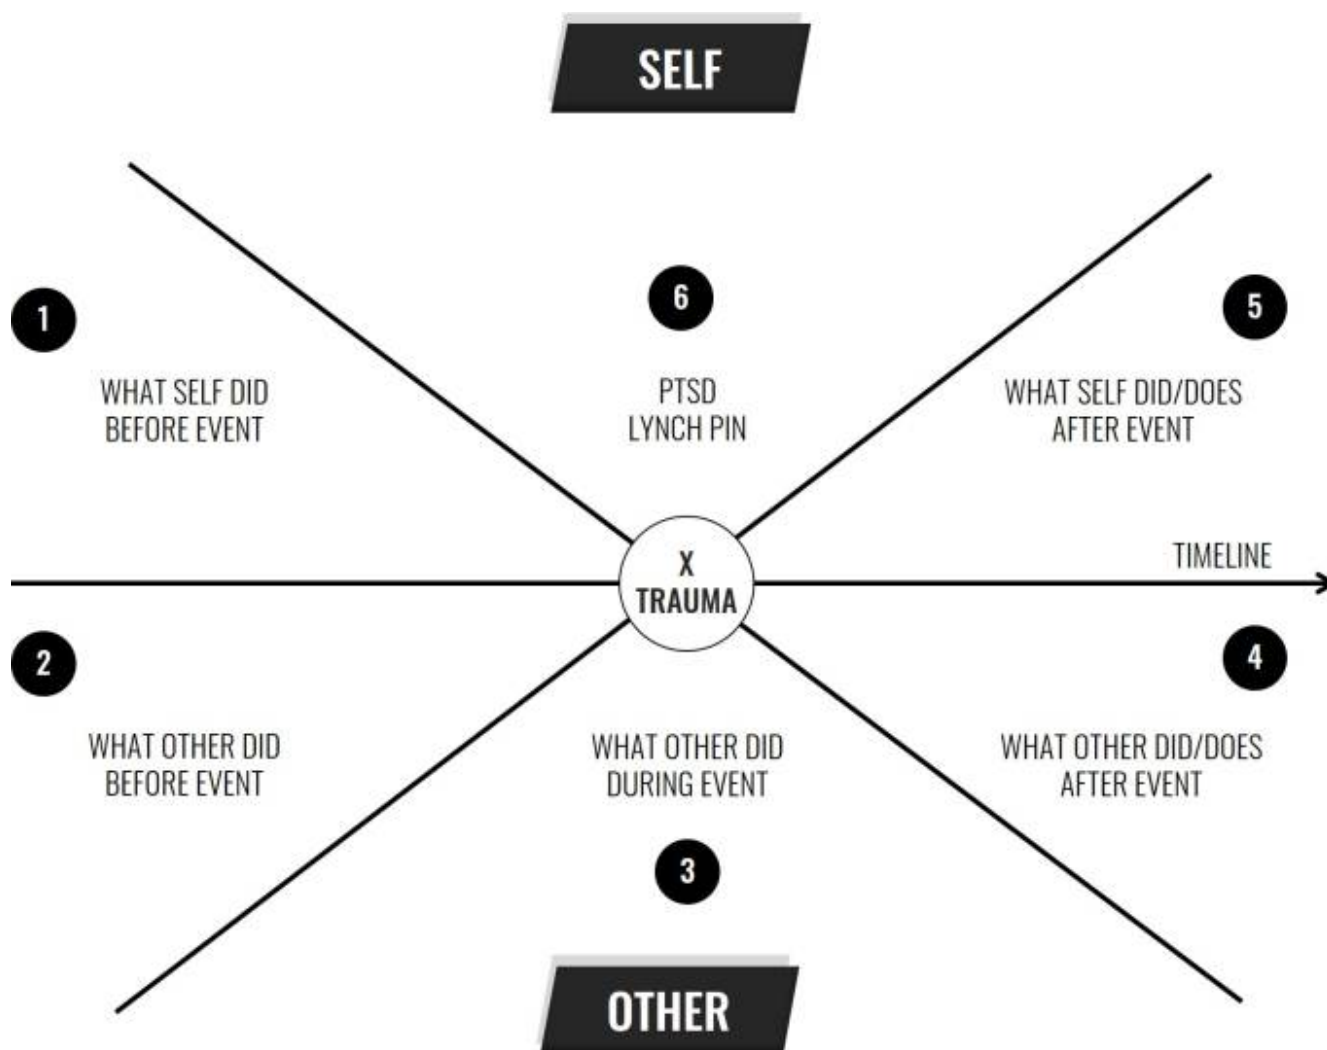 SELF
1
6
5
WHAT SELF DID
BEFORE EVENT
PTSD
LYNCH PIN
WHAT SELF DID/DOES
AFTER EVENT
X
TRAUMA
TIMELINE
2
4
WHAT OTHER DID
BEFORE EVENT
WHAT OTHER DID
DURING EVENT
WHAT OTHER DID/DOES
AFTER EVENT
3
OTHER